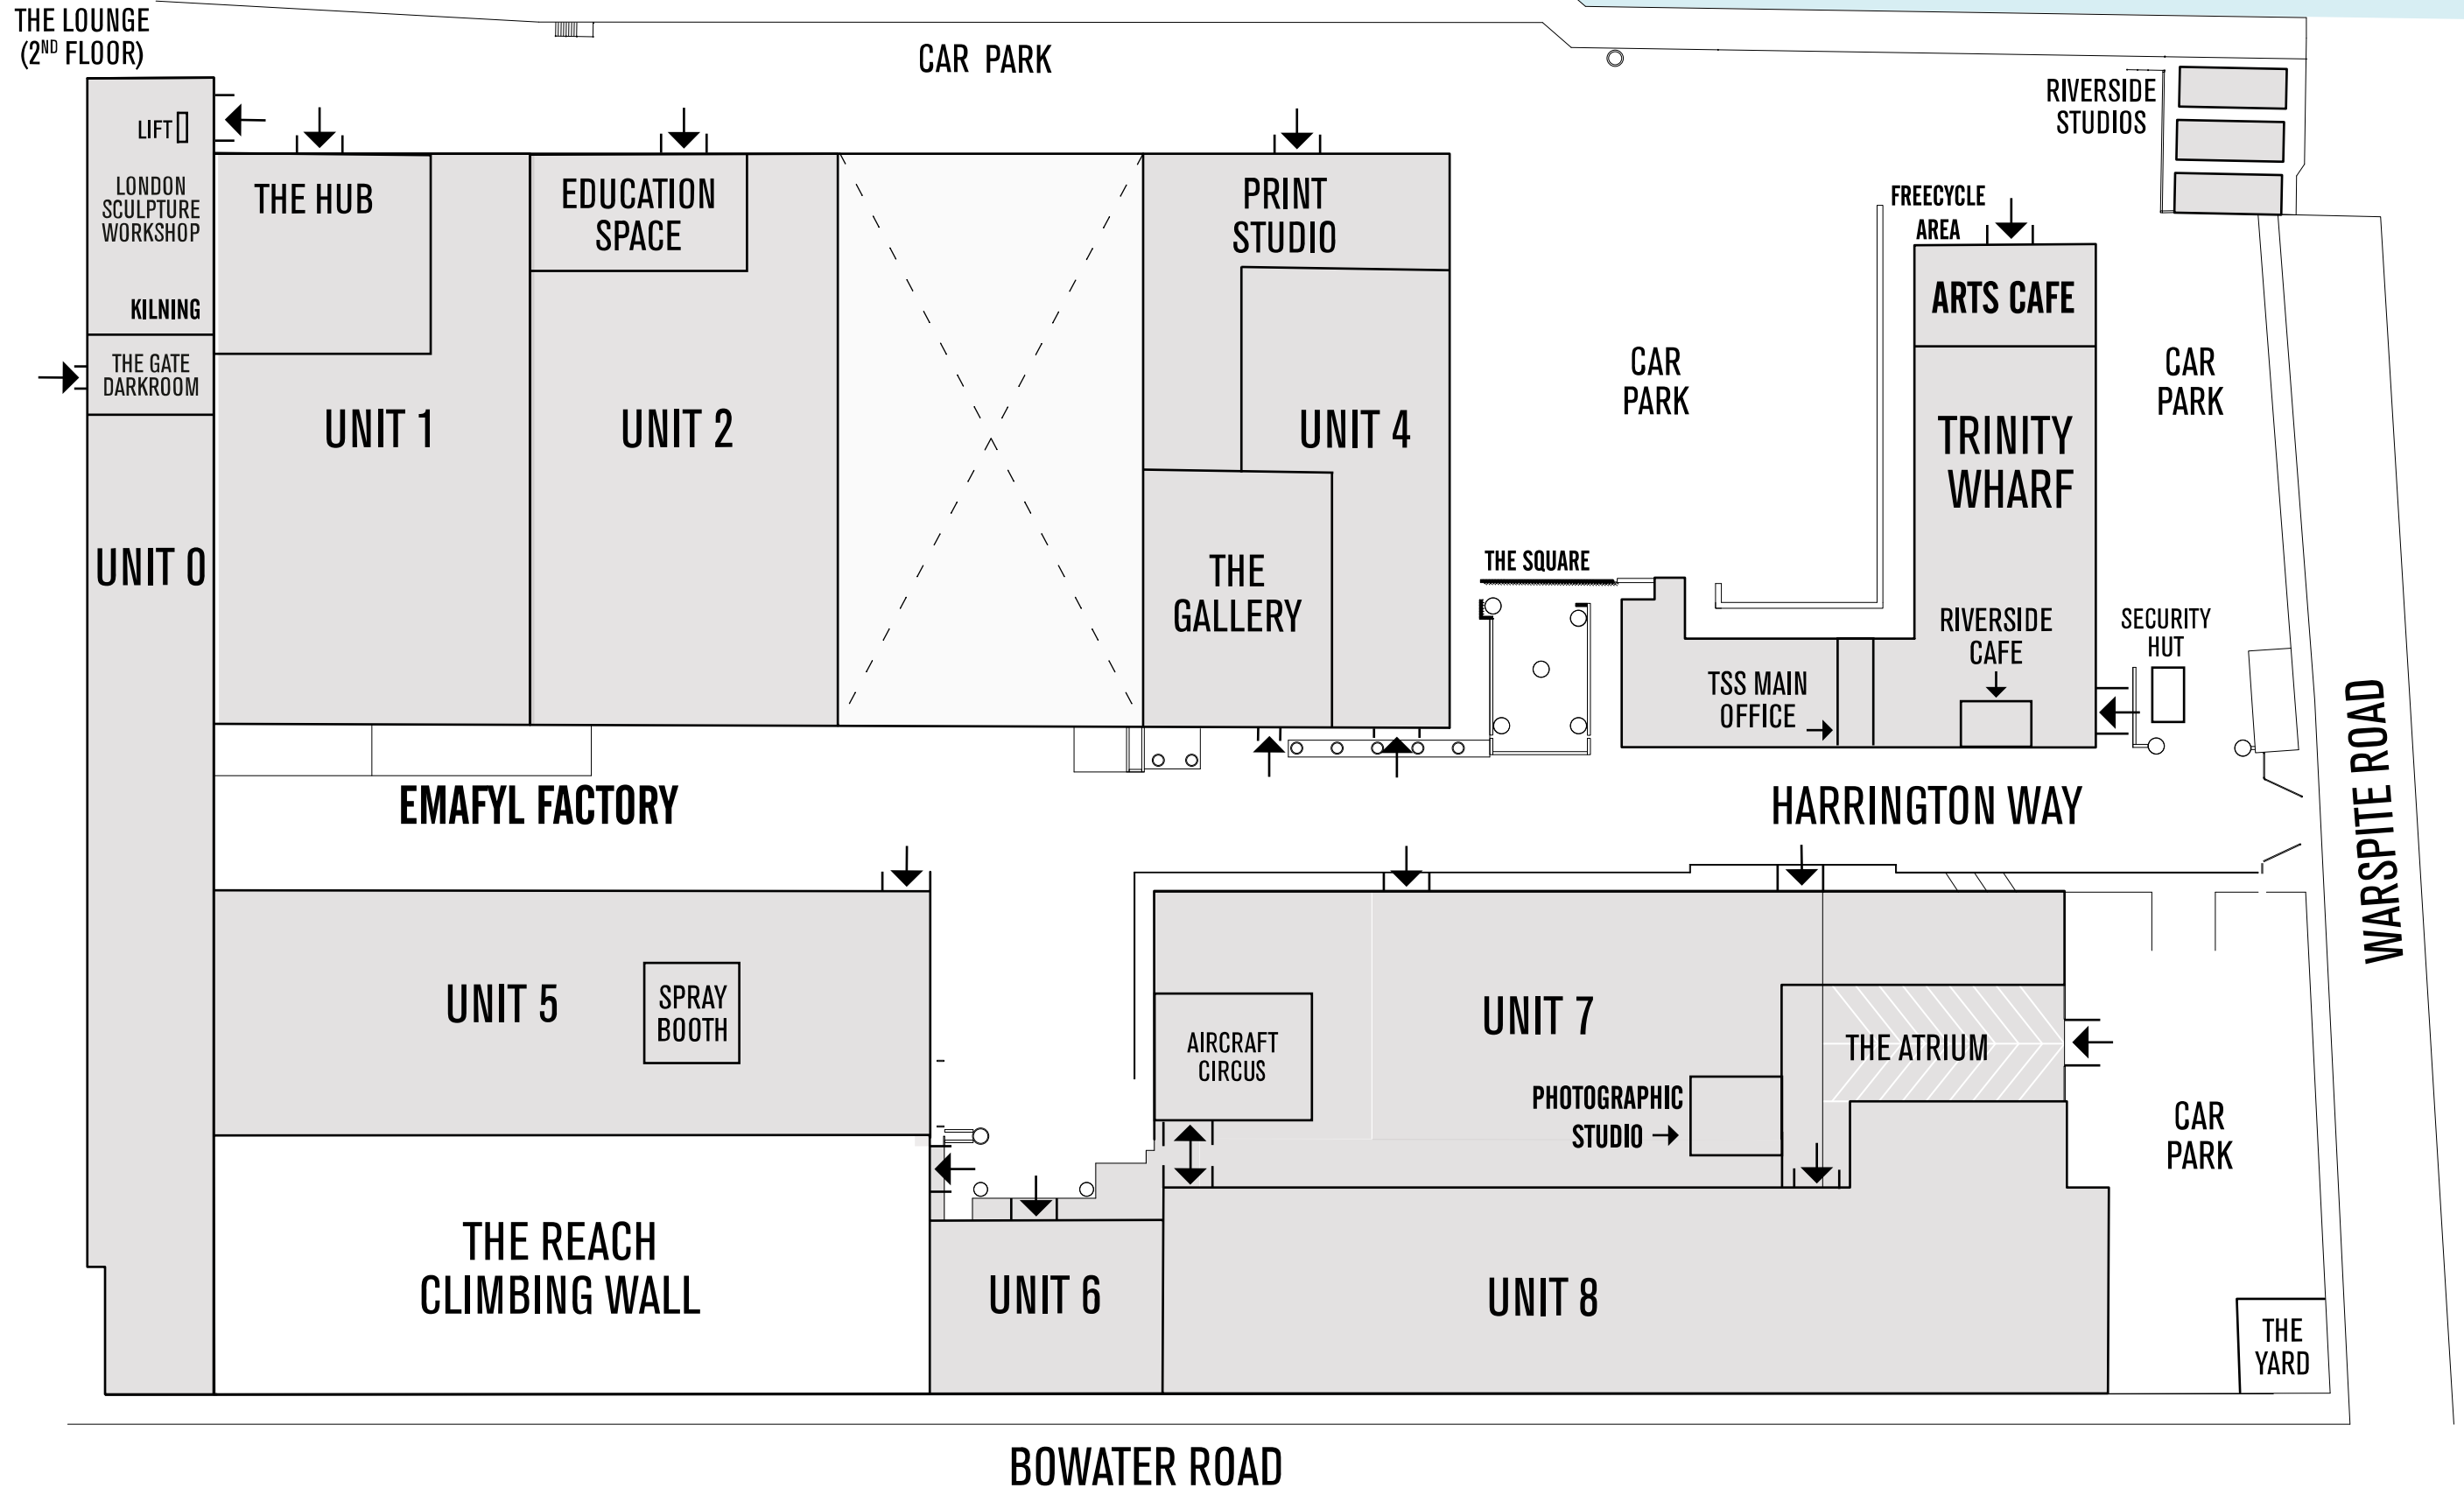 THE LOUNGE
(2ND FLOOR)
CAR PARK
RIVERSIDE
STUDIOS
LIFT
LONDON
SCULPTURE
WORKSHOP
KILNING
THE GATE
DARKROOM
UNIT 0
THE HUB
UNIT 1
EDUCATION
SPACE
UNIT 2
PRINT
STUDIO
UNIT 4
THE
GALLERY
CAR
PARK
FREECYCLE
AREA
ARTS CAFE
TRINITY
WHARF
CAR
PARK
THE SQUARE
TSS MAIN
OFFICE
RIVERSIDE
CAFE
SECURITY
HUT
WARSPITE ROAD
EMAFYL FACTORY
HARRINGTON WAY
UNIT 5
SPRAY
BOOTH
AIRCRAFT
CIRCUS
UNIT 7
THE ATRIUM
PHOTOGRAPHIC
STUDIO
CAR
PARK
THE REACH
CLIMBING WALL
UNIT 6
UNIT 8
THE
YARD
BOWATER ROAD